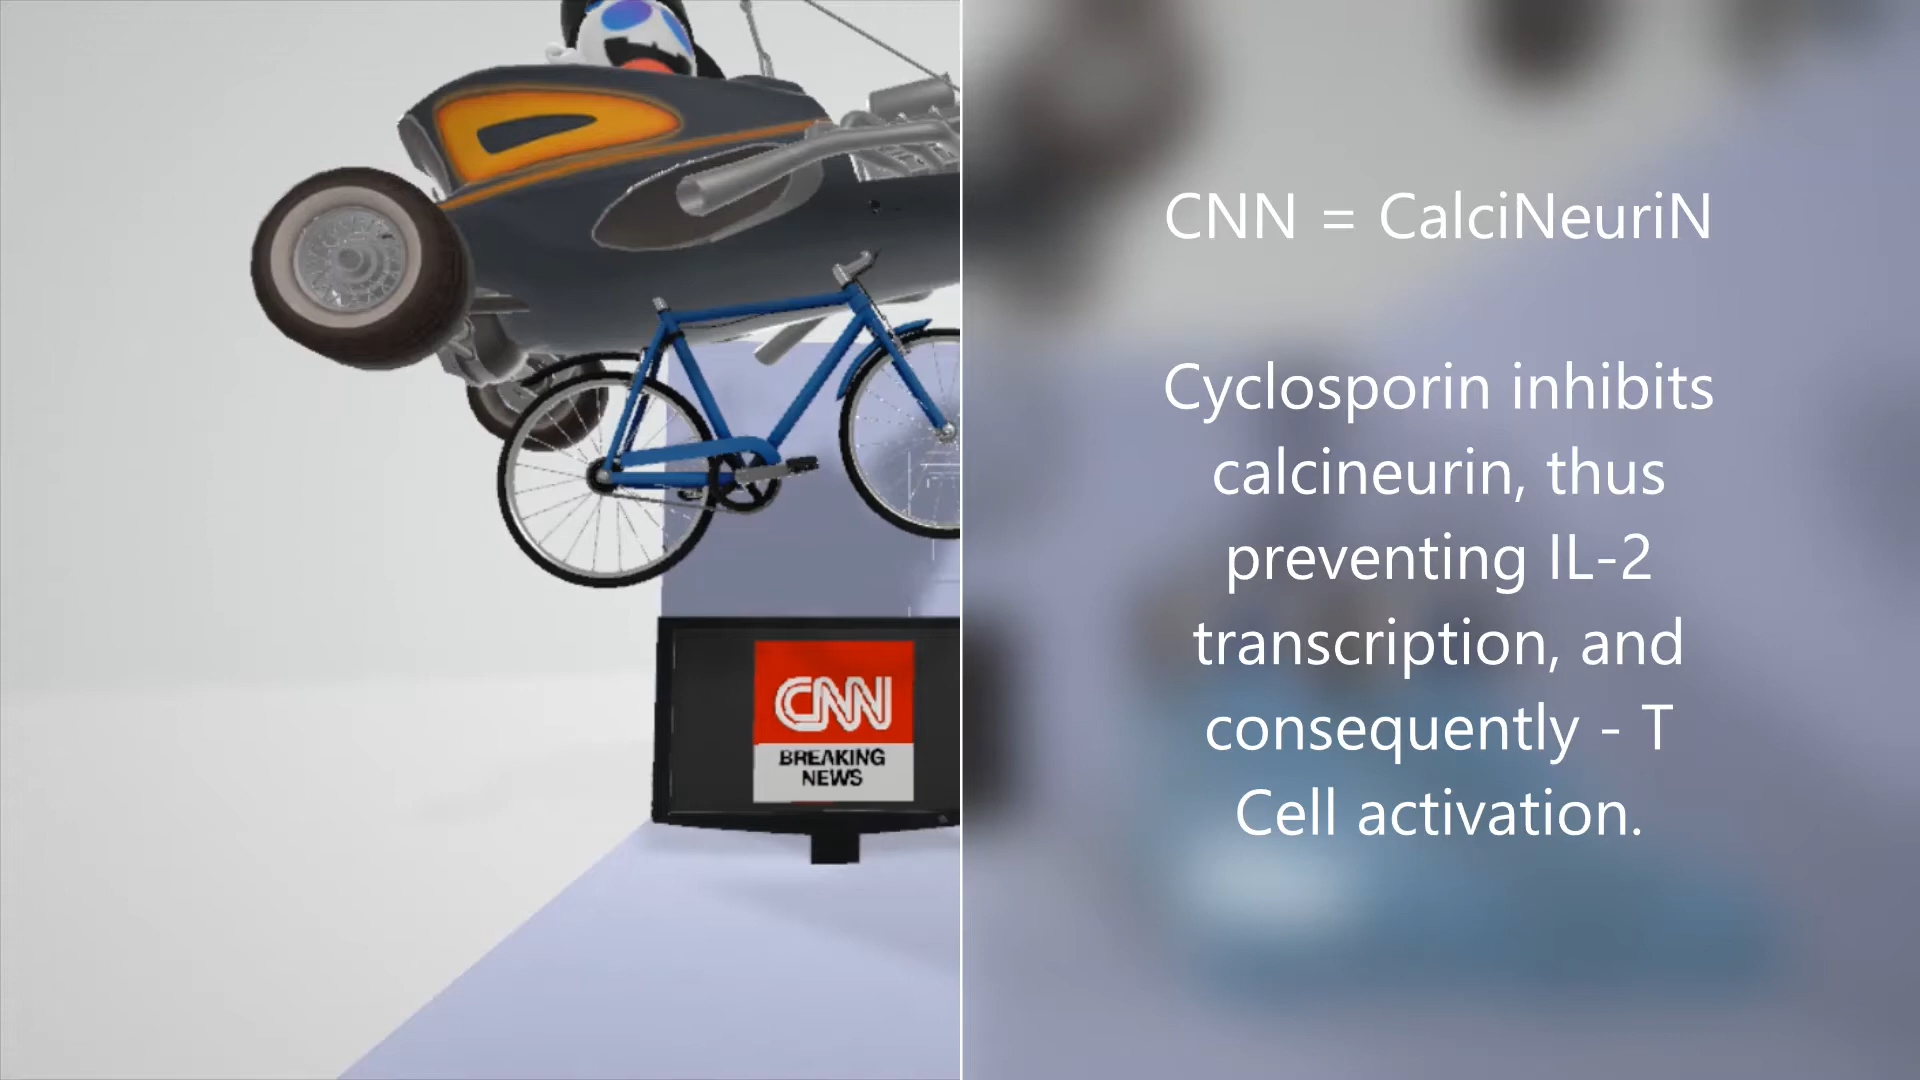 CNN
BREAKING
NEWS
CNN = CalciNeuriN
Cyclosporin inhibits
calcineurin, thus
preventing IL-2
transcription, and
consequently - T
Cell activation.